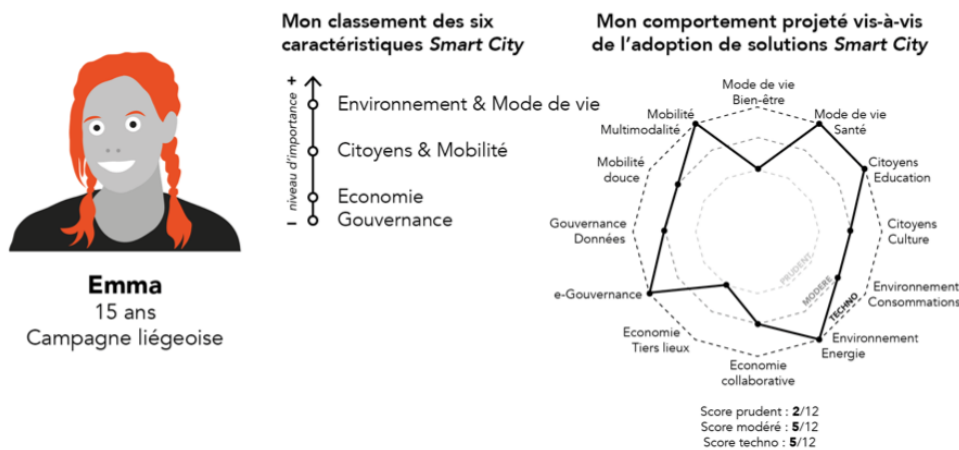 Mon classement des six
caractéristiques Smart City
+
niveau d'importance
–
Environnement & Mode de vie
Citoyens & Mobilité
Economie
Gouvernance
Emma
15 ans
Campagne liégeoise
Mon comportement projeté vis-à-vis
de l'adoption de solutions Smart City
Mode de vie
Bien-être
Mode de vie
Santé
Citoyens
Education
Citoyens
Culture
Environnement
Consommations
Environnement
Energie
Economie
collaborative
Economie
Tiers lieux
e-Gouvernance
Gouvernance
Données
Mobilité
douce
Mobilité
Multimodalité
PRUDENT
MODERE
TECHNO
Score prudent : 2/12
Score modéré : 5/12
Score techno : 5/12